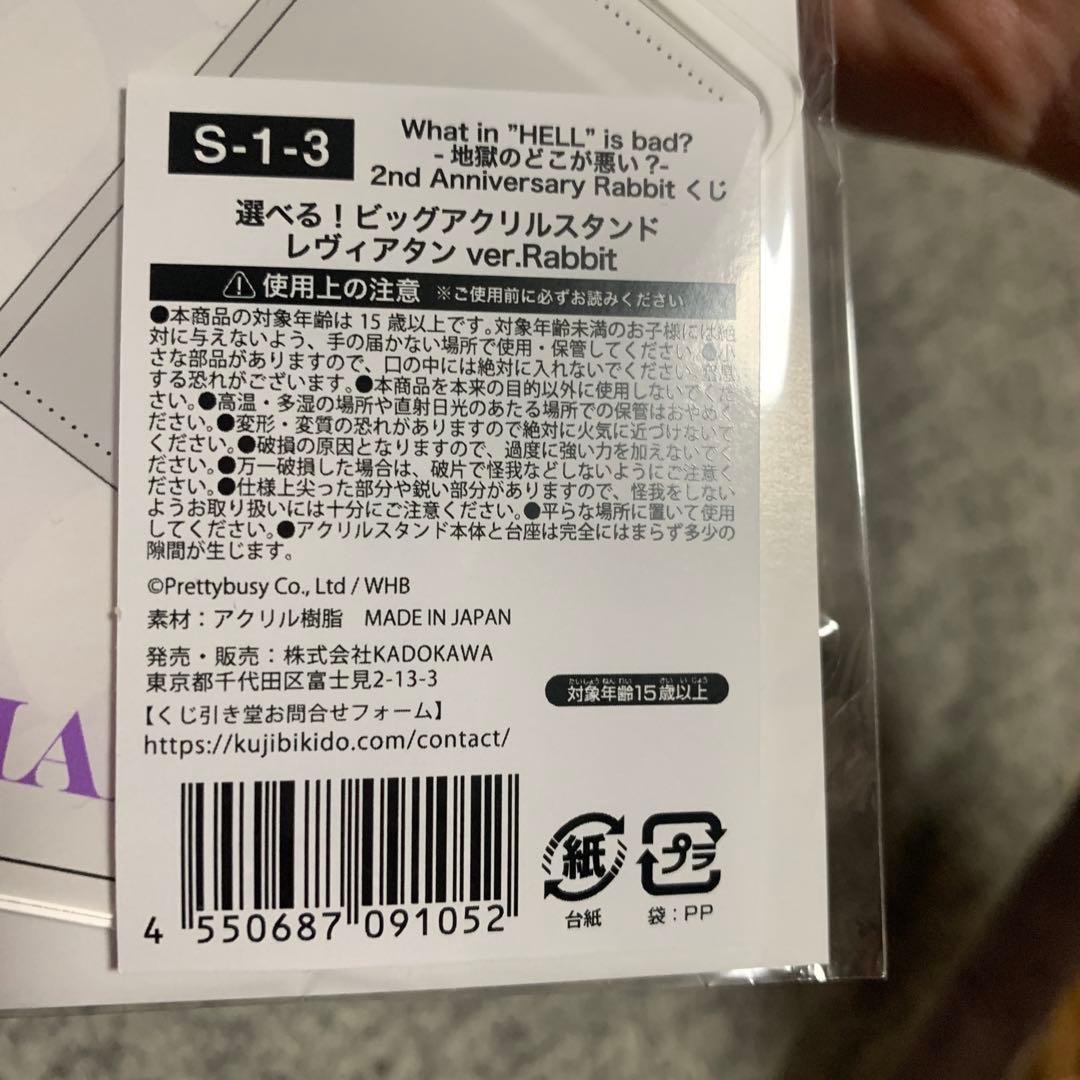 S-1-3
What in "HELL" is bad?
-地獄のどこが悪い?-
2nd Anniversary Rabbit くじ
選べる!ビッグアクリルスタンド
レヴィアタン ver.Rabbit
使用上の注意 ※ご使用前に必ずお読みください
●本商品の対象年齢は15歳以上です。対象年齢未満のお子様には絶
対に与えないよう、手の届かない場所で使用・保管してください。●小
さな部品がありますので、口の中には絶対に入れないでください。窒息
する恐れがございます。●本商品を本来の目的以外に使用しないでくだ
さい。●高温・多湿の場所や直射日光のあたる場所での保管はおやめく
ださい。●変形・変質の恐れがありますので絶対に火気に近づけないで
ください。●破損の原因となりますので、過度に強い力を加えないでく
ださい。●万一破損した場合は、破片で怪我などしないようにご注意く
ださい。●仕様上尖った部分や鋭い部分がありますので、怪我をしない
ようお取り扱いには十分にご注意ください。●平らな場所に置いて使用
してください。●アクリルスタンド本体と台座は完全にはまらず多少の
隙間が生じます。
©Prettybusy Co., Ltd / WHB
素材:アクリル樹脂 MADE IN JAPAN
発売・販売:株式会社KADOKAWA
東京都千代田区富士見2-13-3
たいしょうねんれい さいいじょう
対象年齢15歳以上
【くじ引き堂お問合せフォーム】
https://kujibikido.com/contact/
4 550687 091052
紙
台紙
プラ
袋:PP